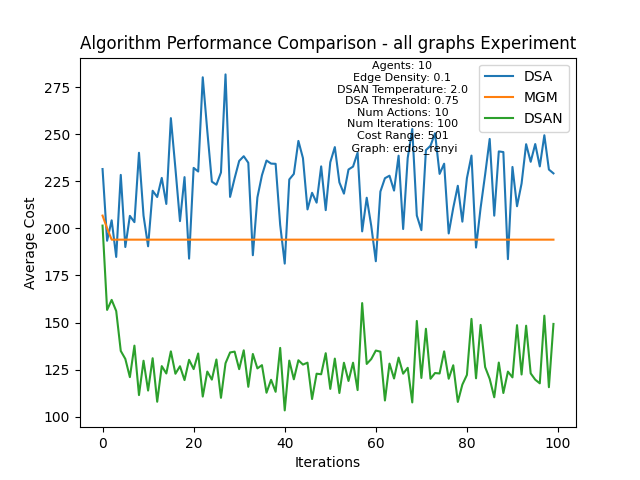 Algorithm Performance Comparison - all graphs Experiment
Agents: 10
Edge Density: 0.1
DSAN Temperature: 2.0
DSA Threshold: 0.75
Num Actions: 10
Num Iterations: 100
Cost Range: 501
Graph: erdos_renyi
DSA
MGM
DSAN
Average Cost
275
250
225
200
175
150
125
100
0 20 40 60 80 100
Iterations